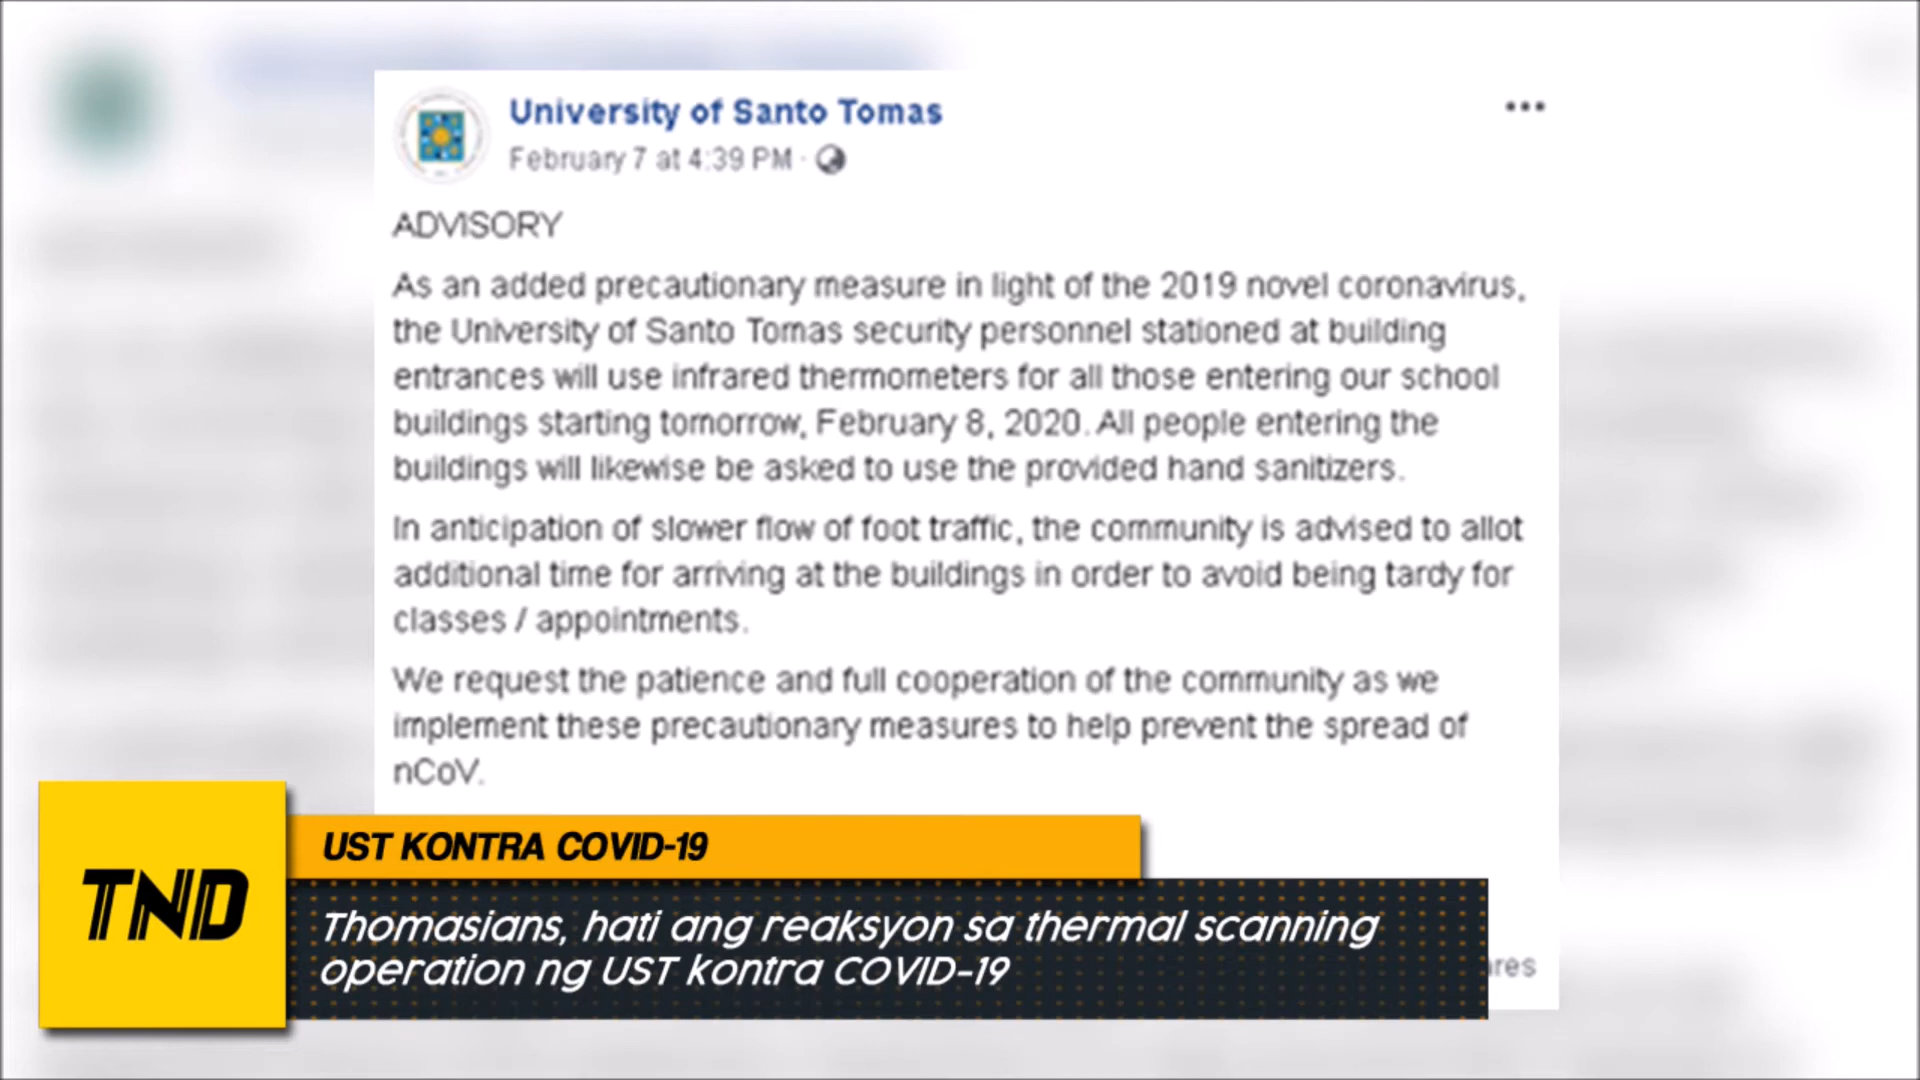 University of Santo Tomas
February 7 at 4:39 PM ·
ADVISORY
As an added precautionary measure in light of the 2019 novel coronavirus,
the University of Santo Tomas security personnel stationed at building
entrances will use infrared thermometers for all those entering our school
buildings starting tomorrow, February 8, 2020. All people entering the
buildings will likewise be asked to use the provided hand sanitizers.
In anticipation of slower flow of foot traffic, the community is advised to allot
additional time for arriving at the buildings in order to avoid being tardy for
classes / appointments.
We request the patience and full cooperation of the community as we
implement these precautionary measures to help prevent the spread of
nCoV.
TND
UST KONTRA COVID-19
Thomasians, hati ang reaksyon sa thermal scanning
operation ng UST kontra COVID-19